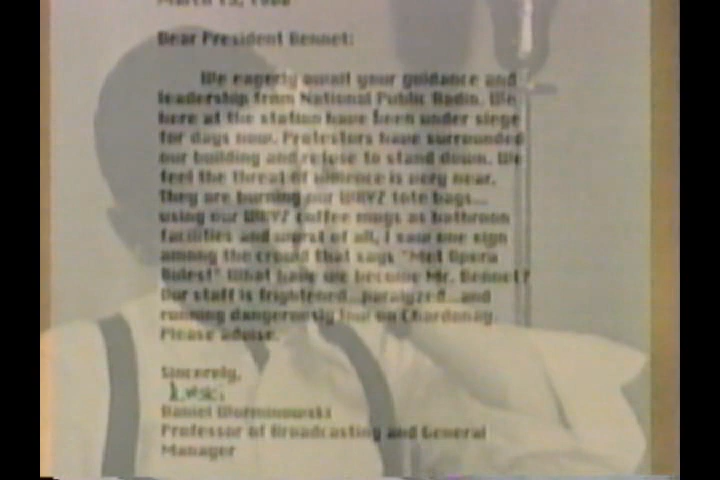 March 13, 1988
Dear President Bennet:
We eagerly await your guidance and
leadership from National Public Radio. We
here at the station have been under siege
for days now. Protestors have surrounded
our building and refuse to stand down. We
feel the threat of violence is very near.
They are burning our WRVZ tote bags...
using our WRVZ coffee mugs as bathroom
facilities and worst of all, I saw one sign
among the crowd that says "Met Opera
Rules!" What have we become Mr. Bennet?
Our staff is frightened...paralyzed...and
running dangerously low on Chardonay.
Please advise.
Sincerely,
Daniel
Professor of Broadcasting and General
Manager